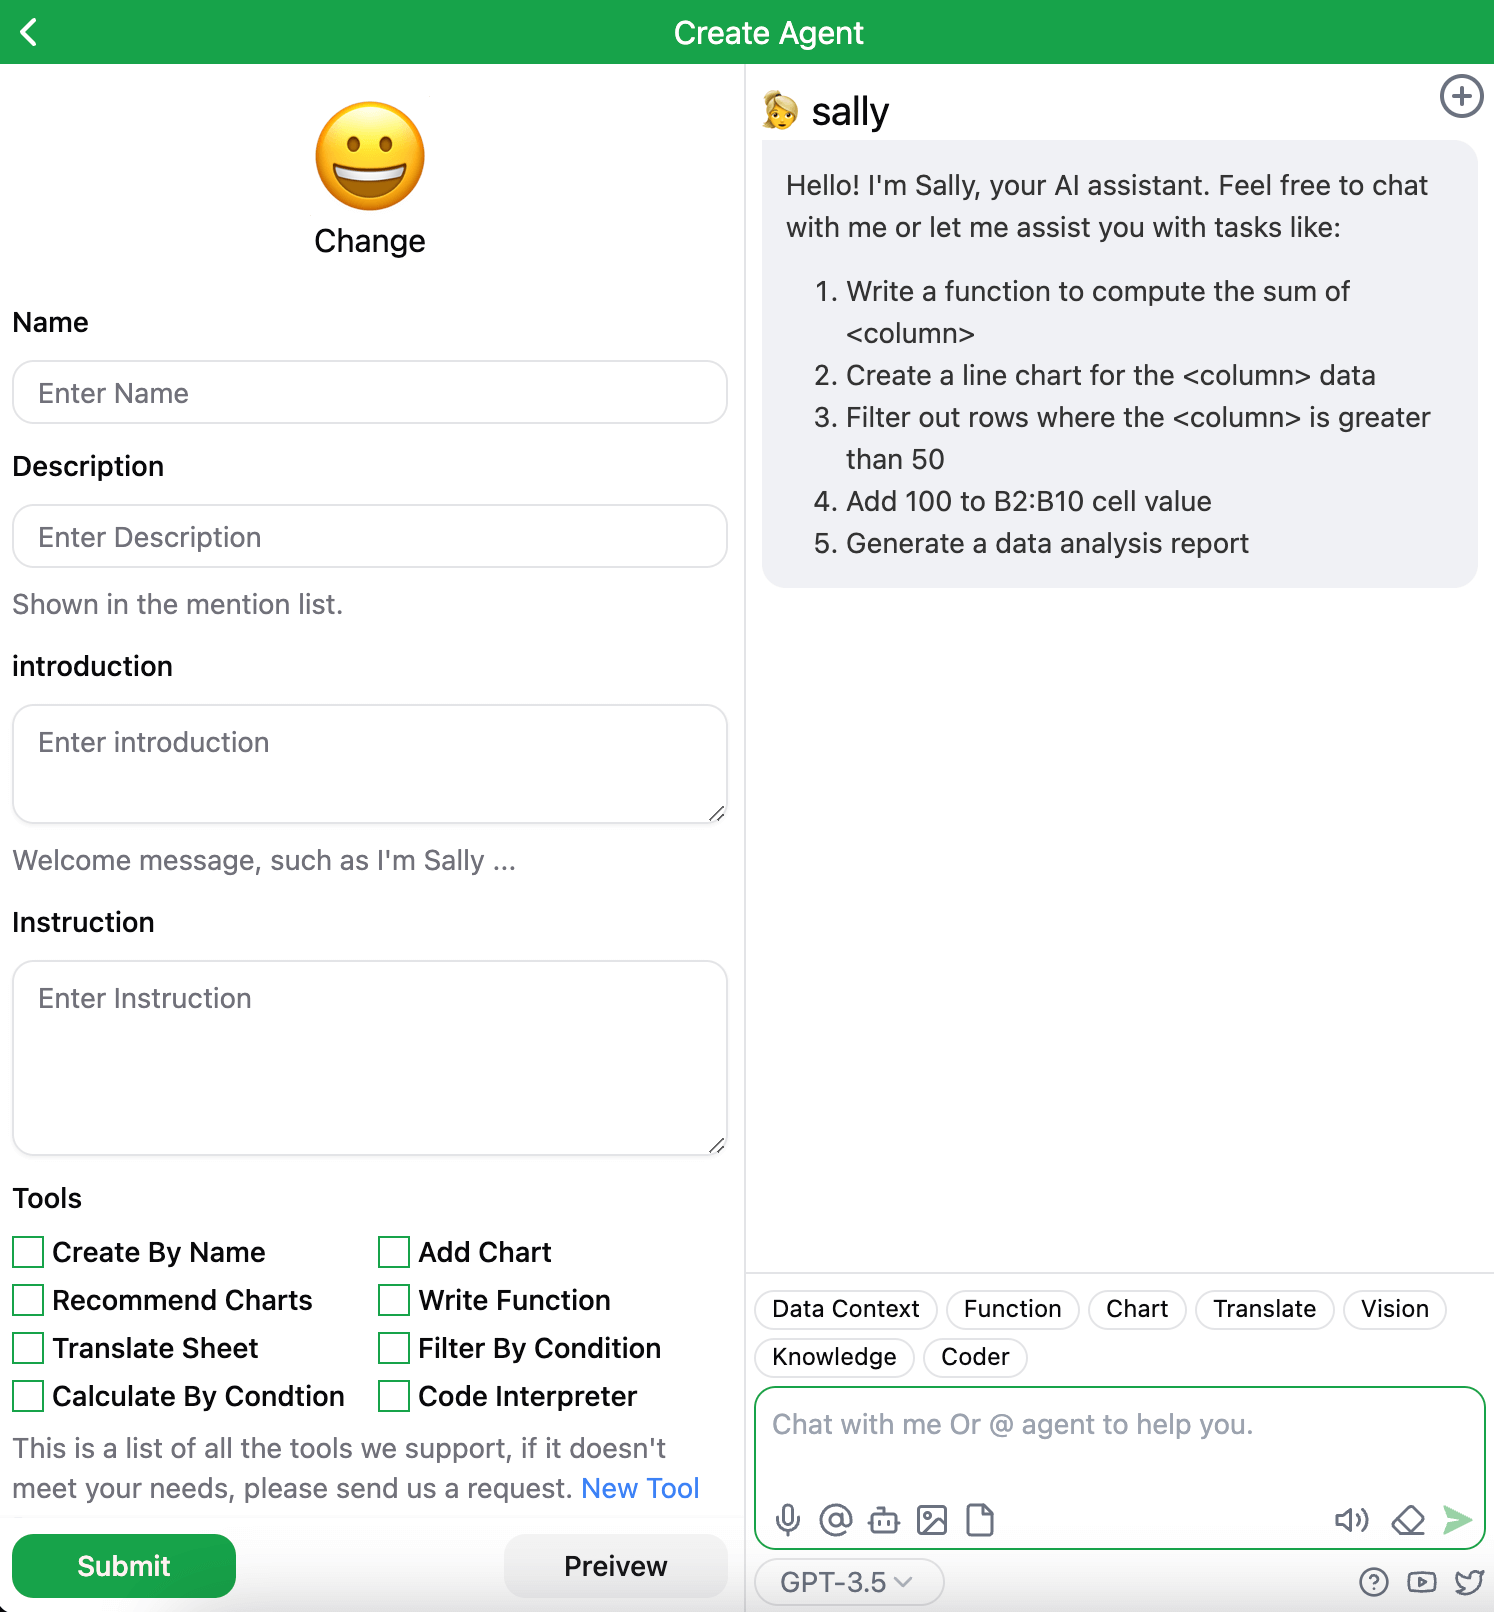 Create Agent
Change
Name
Enter Name
Description
Enter Description
Shown in the mention list.
introduction
Enter introduction
Welcome message, such as I'm Sally ...
Instruction
Enter Instruction
Tools
Create By Name
Add Chart
Recommend Charts
Write Function
Translate Sheet
Filter By Condition
Calculate By Condtion
Code Interpreter
This is a list of all the tools we support, if it doesn't
meet your needs, please send us a request. New Tool
Submit
Preivew
sally
Hello! I'm Sally, your AI assistant. Feel free to chat
with me or let me assist you with tasks like:
1. Write a function to compute the sum of
<column>
2. Create a line chart for the <column> data
3. Filter out rows where the <column> is greater
than 50
4. Add 100 to B2:B10 cell value
5. Generate a data analysis report
Data Context
Function
Chart
Translate
Vision
Knowledge
Coder
Chat with me Or @ agent to help you.
GPT-3.5